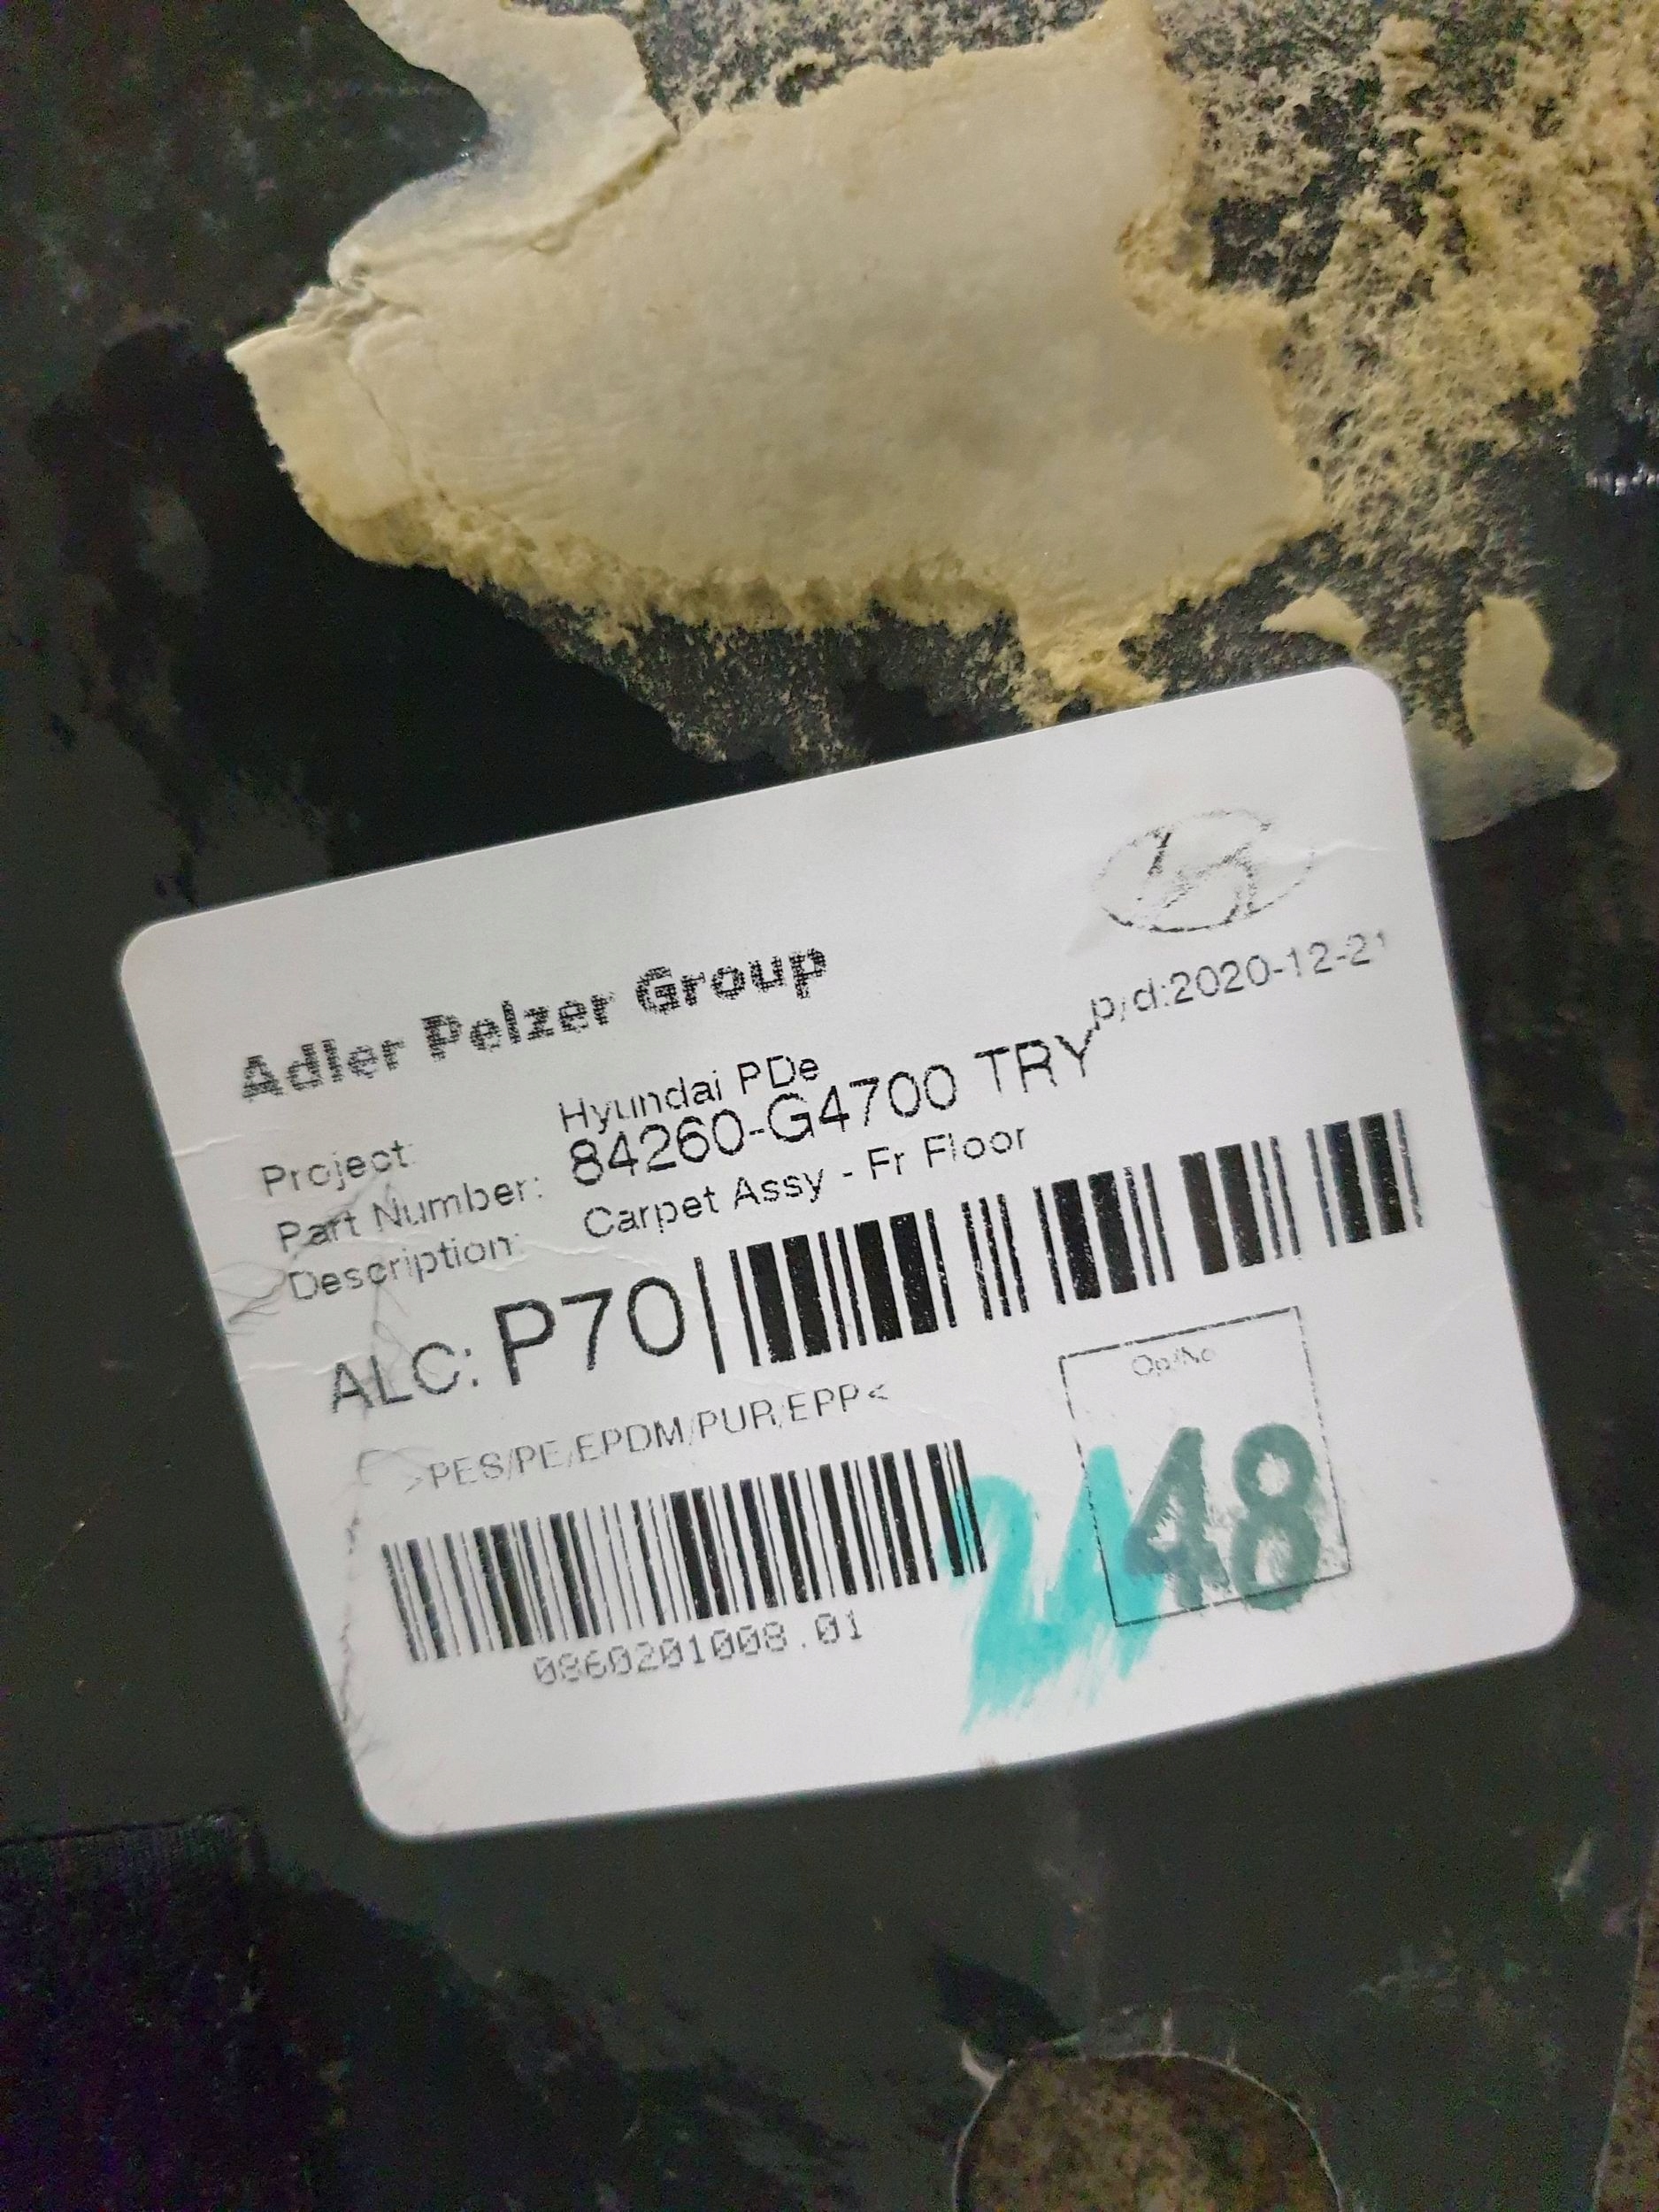 Adler Pelzer Group
p/d:2020-12-21
Project: Hyundai PDe
Part Number: 84260-G4700 TRY
Description: Carpet Assy - Fr Floor
ALC: P70
>PES/PE/EPDM/PUR/EPP<
Op/No
48
0860201008.01